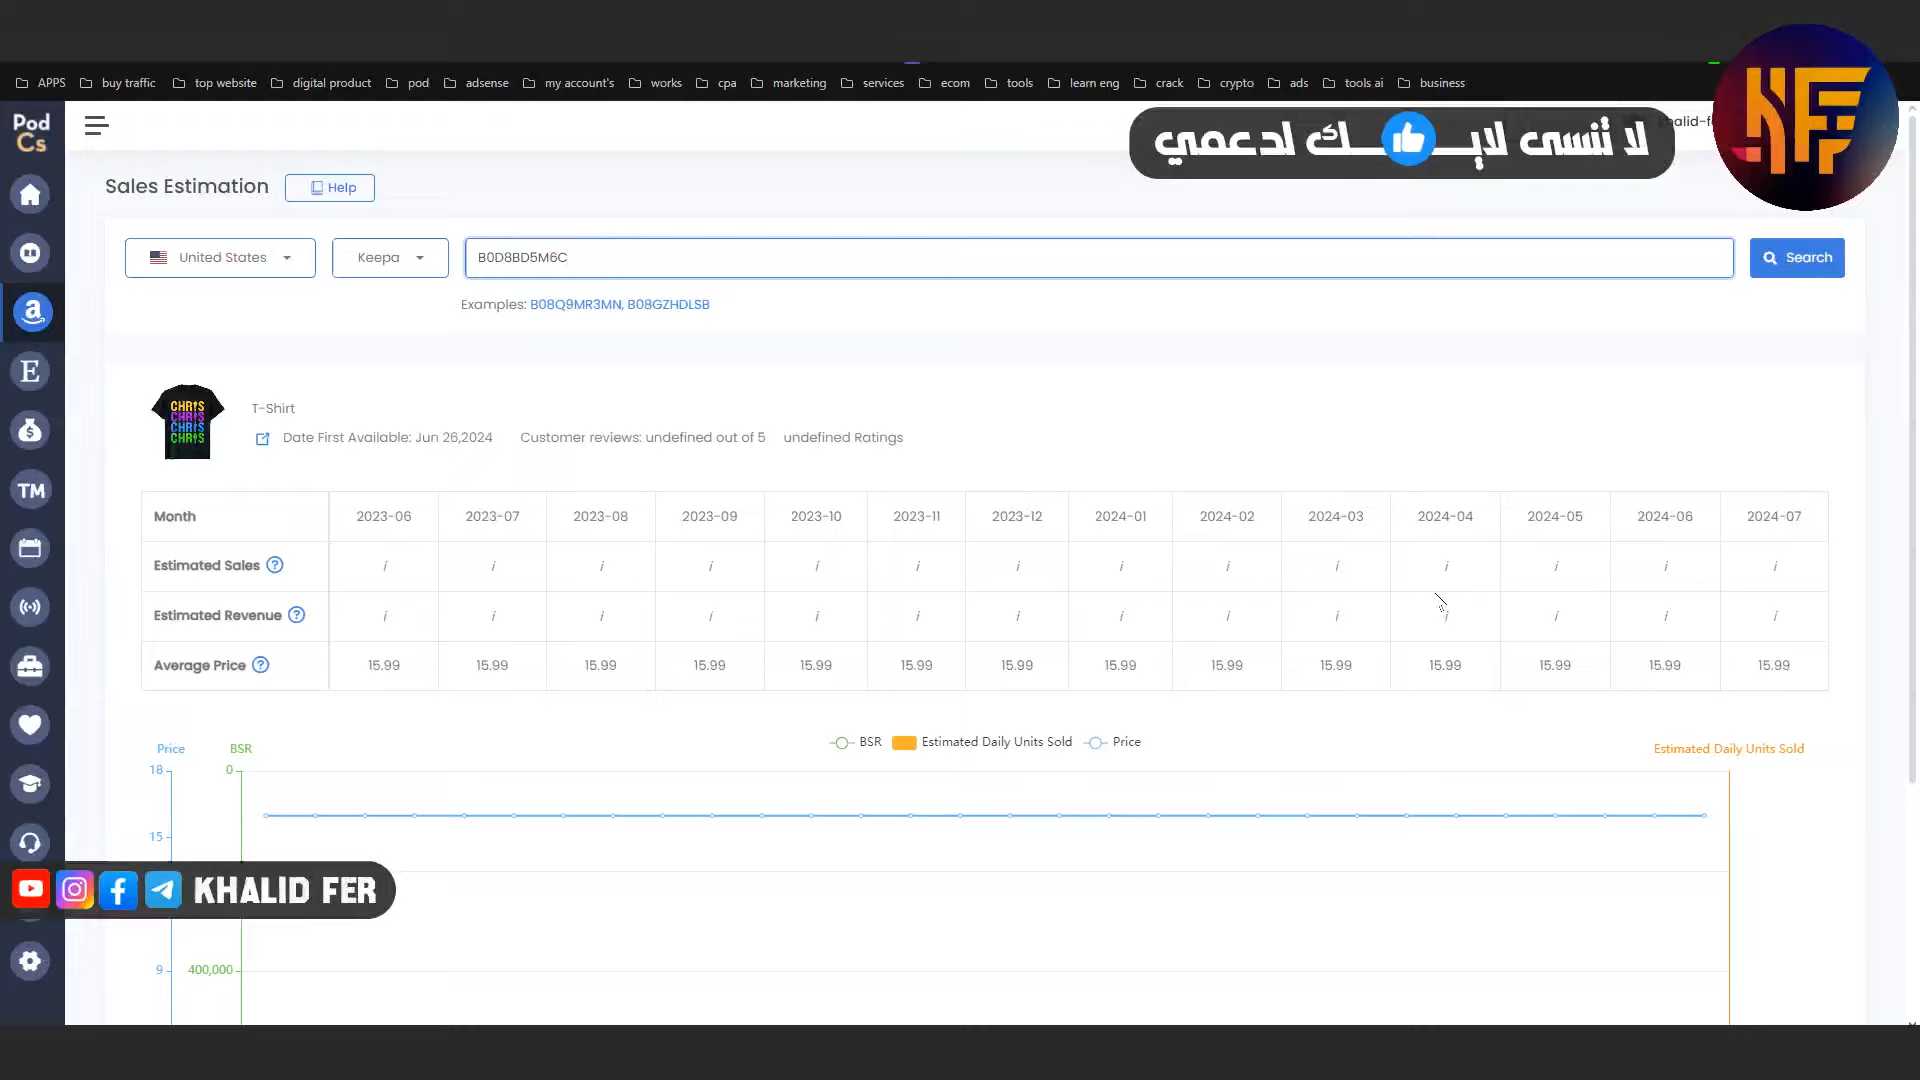 APPS buy traffic top website digital product pod adsense my account's works cpa marketing services ecom tools learn eng crack crypto ads tools ai business
Pod
Cs
لا تنسى لايـــك لدعمي
KF
Sales Estimation Help
United States Keepa B0D8BD5M6C Search
Examples: B08Q9MR3MN, B08GZHDLSB
a
E
TM
CHRIS
CHRIS
CHRIS
CHRIS
T-Shirt
Date First Available: Jun 26,2024 Customer reviews: undefined out of 5 undefined Ratings
Month 2023-06 2023-07 2023-08 2023-09 2023-10 2023-11 2023-12 2024-01 2024-02 2024-03 2024-04 2024-05 2024-06 2024-07
Estimated Sales ? i i i i i i i i i i i i i i
Estimated Revenue ? i i i i i i i i i i i i i i
Average Price ? 15.99 15.99 15.99 15.99 15.99 15.99 15.99 15.99 15.99 15.99 15.99 15.99 15.99 15.99
BSR Estimated Daily Units Sold Price
Price BSR Estimated Daily Units Sold
18 0
15
KHALID FER
9 400,000